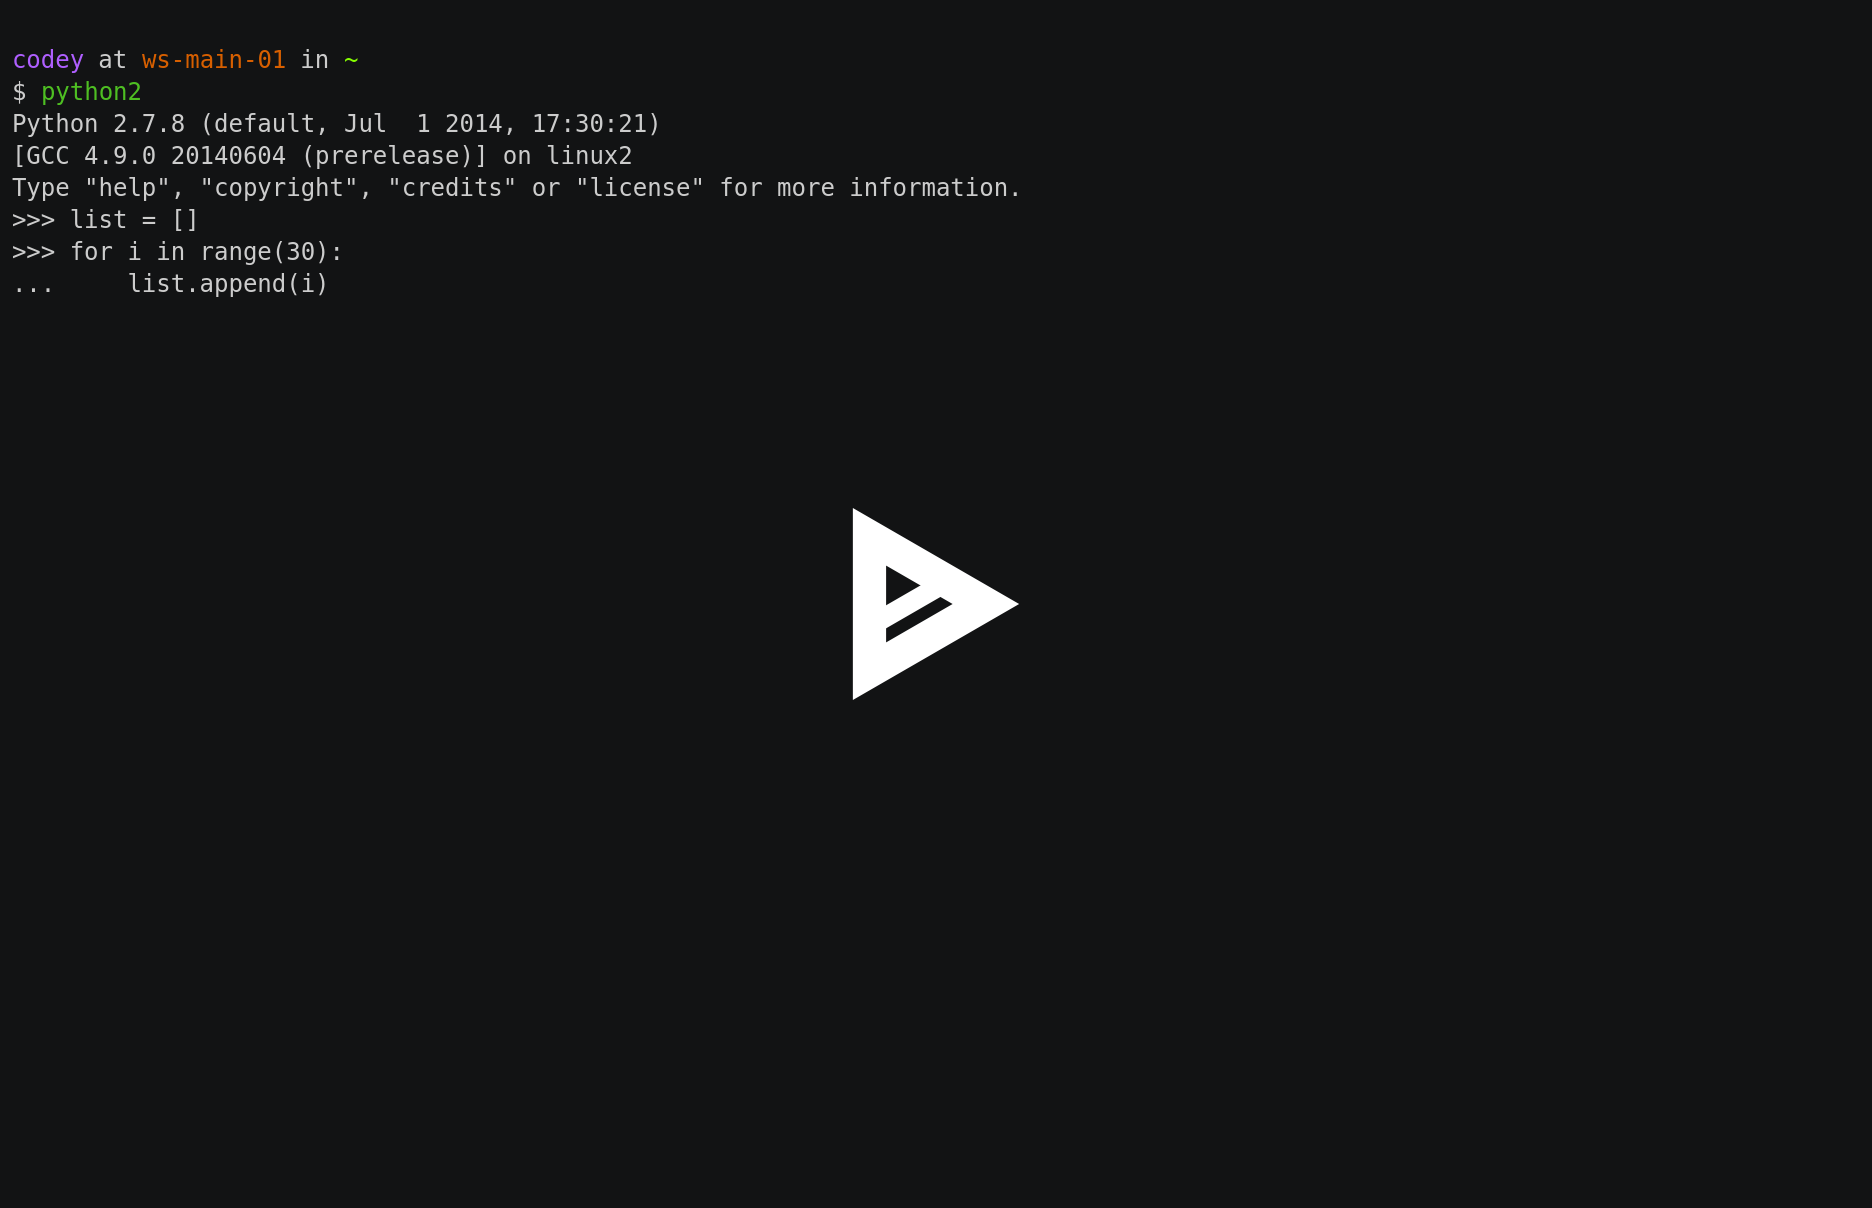 codey at ws-main-01 in ~
$ python2
Python 2.7.8 (default, Jul  1 2014, 17:30:21)
[GCC 4.9.0 20140604 (prerelease)] on linux2
Type "help", "copyright", "credits" or "license" for more information.
>>> list = []
>>> for i in range(30):
...     list.append(i)